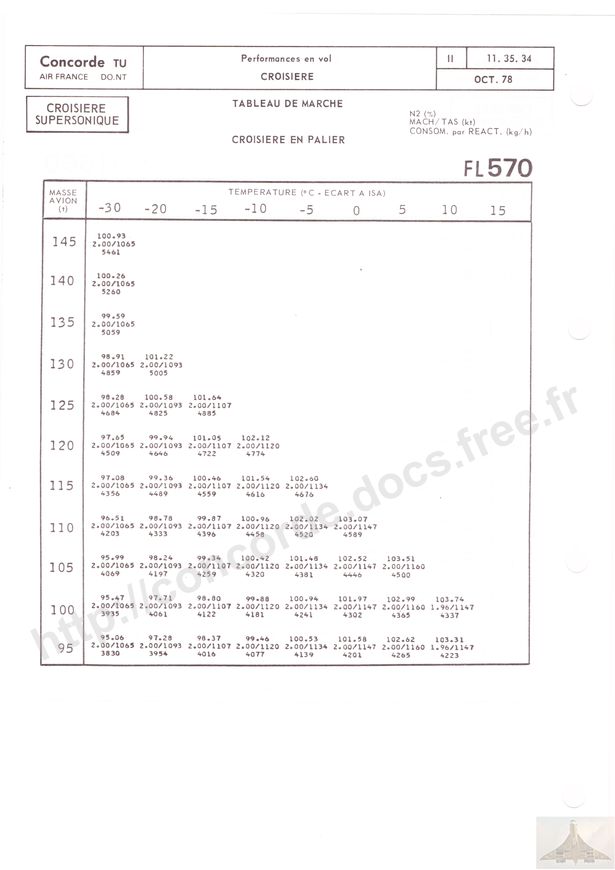 Concorde TU
AIR FRANCE DO.NT
Performances en vol
CROISIERE
II 11. 35. 34
OCT. 78
CROISIERE
SUPERSONIQUE
TABLEAU DE MARCHE
CROISIERE EN PALIER
N2 (%)
MACH/TAS (kt)
CONSOM. par REACT. (kg/h)
FL570
MASSE
AVION
(t)
TEMPERATURE (°C - ECART A ISA)
-30 -20 -15 -10 -5 0 5 10 15
100.93
145 2.00/1065
5461
100.26
140 2.00/1065
5260
99.59
135 2.00/1065
5059
98.91 101.22
130 2.00/1065 2.00/1093
4859 5005
98.28 100.58 101.64
125 2.00/1065 2.00/1093 2.00/1107
4684 4825 4885
97.65 99.94 101.05 102.12
120 2.00/1065 2.00/1093 2.00/1107 2.00/1120
4509 4646 4722 4774
97.08 99.36 100.46 101.54 102.60
115 2.00/1065 2.00/1093 2.00/1107 2.00/1120 2.00/1134
4356 4489 4559 4616 4676
96.51 98.78 99.87 100.96 102.02 103.07
110 2.00/1065 2.00/1093 2.00/1107 2.00/1120 2.00/1134 2.00/1147
4203 4333 4396 4458 4520 4589
95.99 98.24 99.34 100.42 101.48 102.52 103.51
105 2.00/1065 2.00/1093 2.00/1107 2.00/1120 2.00/1134 2.00/1147 2.00/1160
4069 4197 4259 4320 4381 4446 4500
95.47 97.71 98.80 99.88 100.94 101.97 102.99 103.74
100 2.00/1065 2.00/1093 2.00/1107 2.00/1120 2.00/1134 2.00/1147 2.00/1160 1.96/1147
3935 4061 4122 4181 4241 4302 4365 4337
95.06 97.28 98.37 99.46 100.53 101.58 102.62 103.31
95 2.00/1065 2.00/1093 2.00/1107 2.00/1120 2.00/1134 2.00/1147 2.00/1160 1.96/1147
3830 3954 4016 4077 4139 4201 4265 4223
http://concorde.docs.free.fr